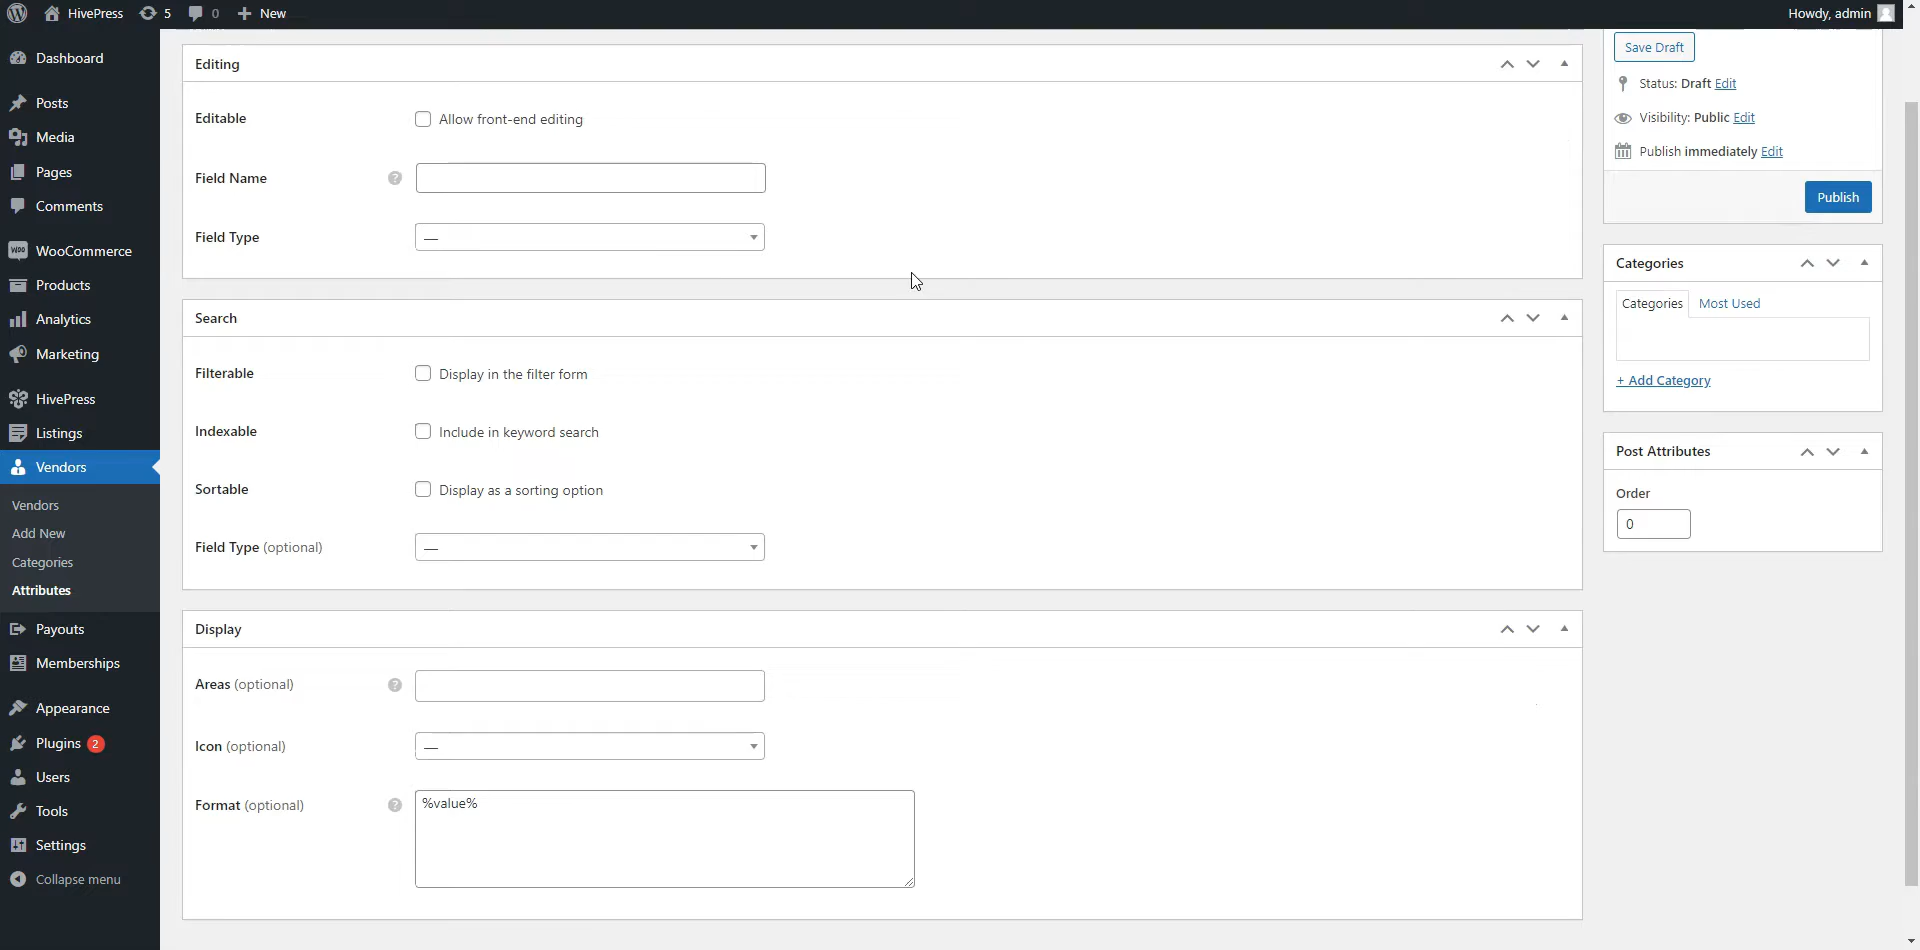 HivePress
5
0
New
Howdy, admin
Dashboard
Posts
Media
Pages
Comments
WooCommerce
Products
Analytics
Marketing
HivePress
Listings
Vendors
Vendors
Add New
Categories
Attributes
Payouts
Memberships
Appearance
Plugins 2
Users
Tools
Settings
Collapse menu
Editing
Editable
Allow front-end editing
Field Name
?
Field Type
—
Search
Filterable
Display in the filter form
Indexable
Include in keyword search
Sortable
Display as a sorting option
Field Type (optional)
—
Display
Areas (optional)
?
Icon (optional)
—
Format (optional)
?
%value%
Save Draft
Status: Draft Edit
Visibility: Public Edit
Publish immediately Edit
Publish
Categories
Categories
Most Used
+ Add Category
Post Attributes
Order
0